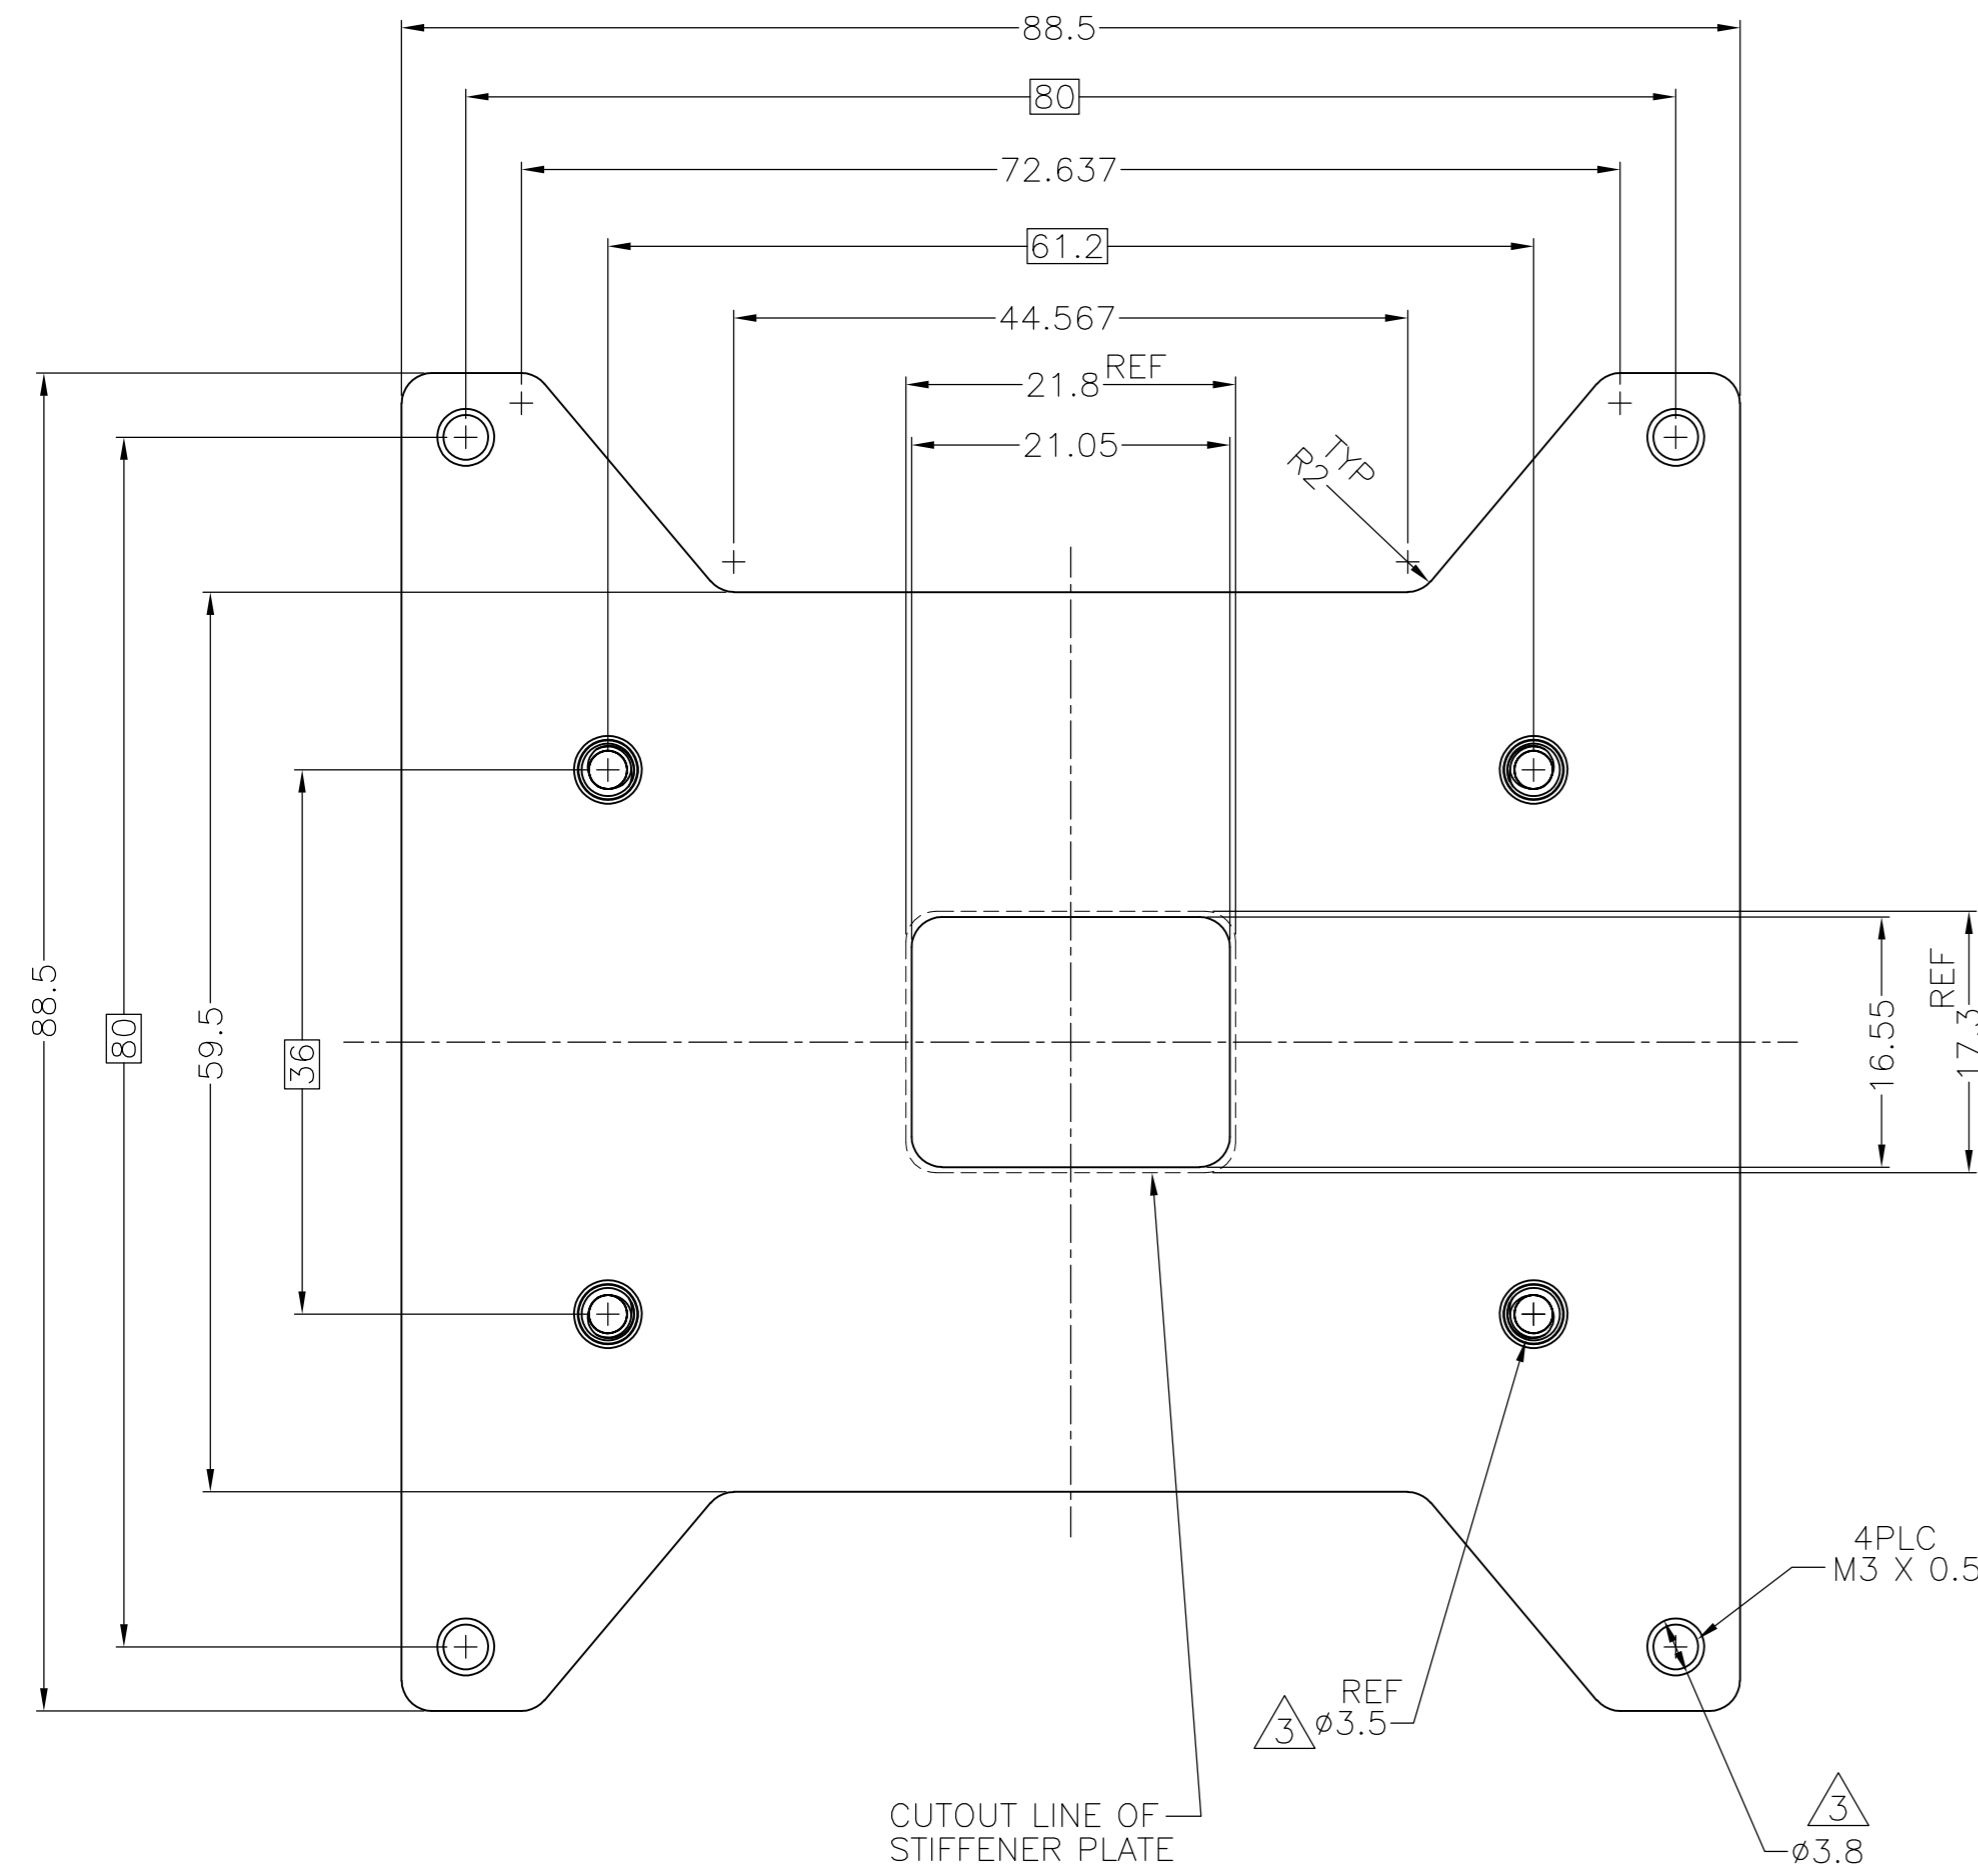 88.5
80
72.637
61.2
44.567
REF
21.8
21.05
TYP
R2
88.5
80
59.5
36
16.55
REF
17.3
4PLC
M3 X 0.5
REF
3 ø3.5
3
ø3.8
CUTOUT LINE OF
STIFFENER PLATE